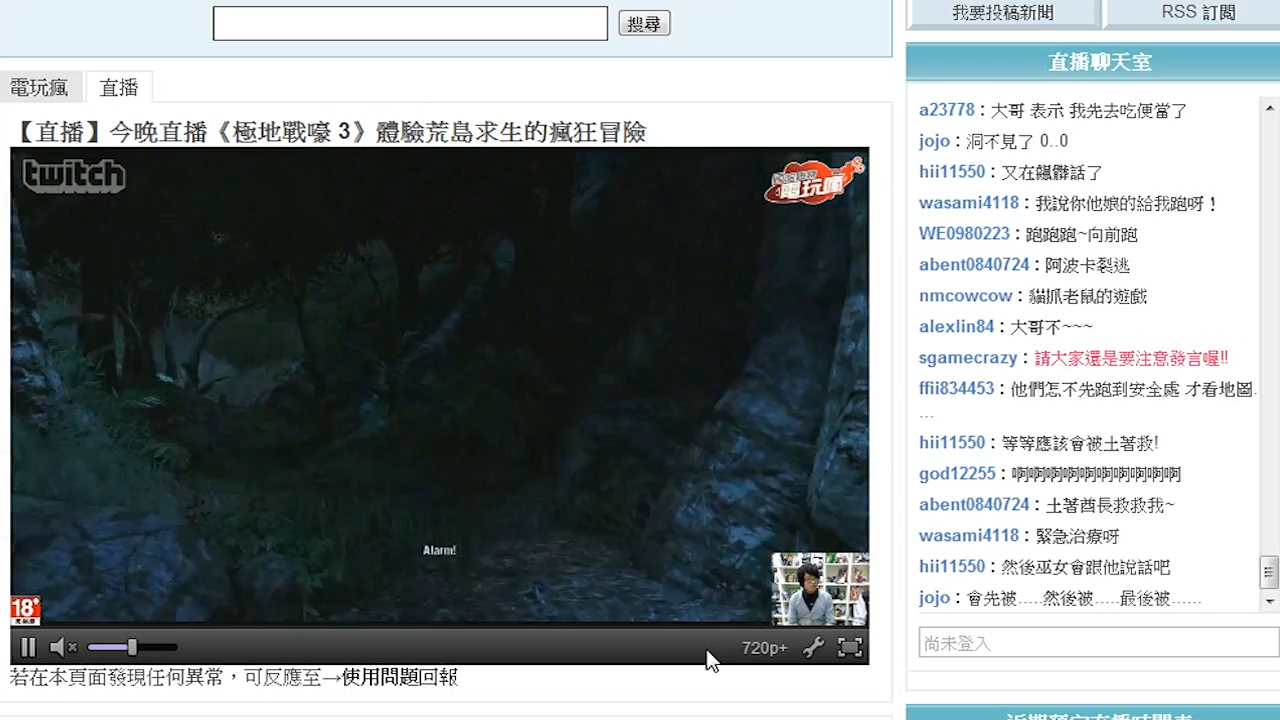 搜尋
我要投稿新聞
RSS 訂閱
電玩瘋
直播
【直播】今晚直播《極地戰嚎 3》體驗荒島求生的瘋狂冒險
twitch
電玩瘋
Alarm!
18+
720p+
若在本頁面發現任何異常，可反應至→使用問題回報
直播聊天室
a23778：大哥 表示 我先去吃便當了
jojo：洞不見了 0..0
hii11550：又在飆髒話了
wasami4118：我說你他娘的給我跑呀！
WE0980223：跑跑跑~向前跑
abent0840724：阿波卡裂逃
nmcowcow：貓抓老鼠的遊戲
alexlin84：大哥不~~~
sgamecrazy：請大家還是要注意發言喔!!
ffii834453：他們怎不先跑到安全處 才看地圖.
...
hii11550：等等應該會被土著救!
god12255：啊啊啊啊啊啊啊啊啊啊
abent0840724：土著酋長救救我~
wasami4118：緊急治療呀
hii11550：然後巫女會跟他說話吧
jojo：會先被.....然後被.....最後被......
尚未登入